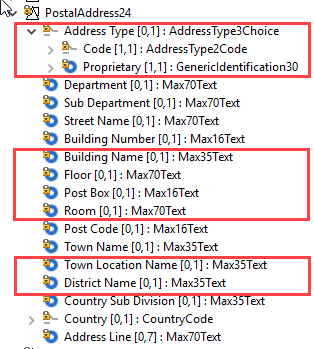 PostalAddress24
Address Type [0,1] : AddressType3Choice
Code [1,1] : AddressType2Code
Proprietary [1,1] : GenericIdentification30
Department [0,1] : Max70Text
Sub Department [0,1] : Max70Text
Street Name [0,1] : Max70Text
Building Number [0,1] : Max16Text
Building Name [0,1] : Max35Text
Floor [0,1] : Max70Text
Post Box [0,1] : Max16Text
Room [0,1] : Max70Text
Post Code [0,1] : Max16Text
Town Name [0,1] : Max35Text
Town Location Name [0,1] : Max35Text
District Name [0,1] : Max35Text
Country Sub Division [0,1] : Max35Text
Country [0,1] : CountryCode
Address Line [0,7] : Max70Text